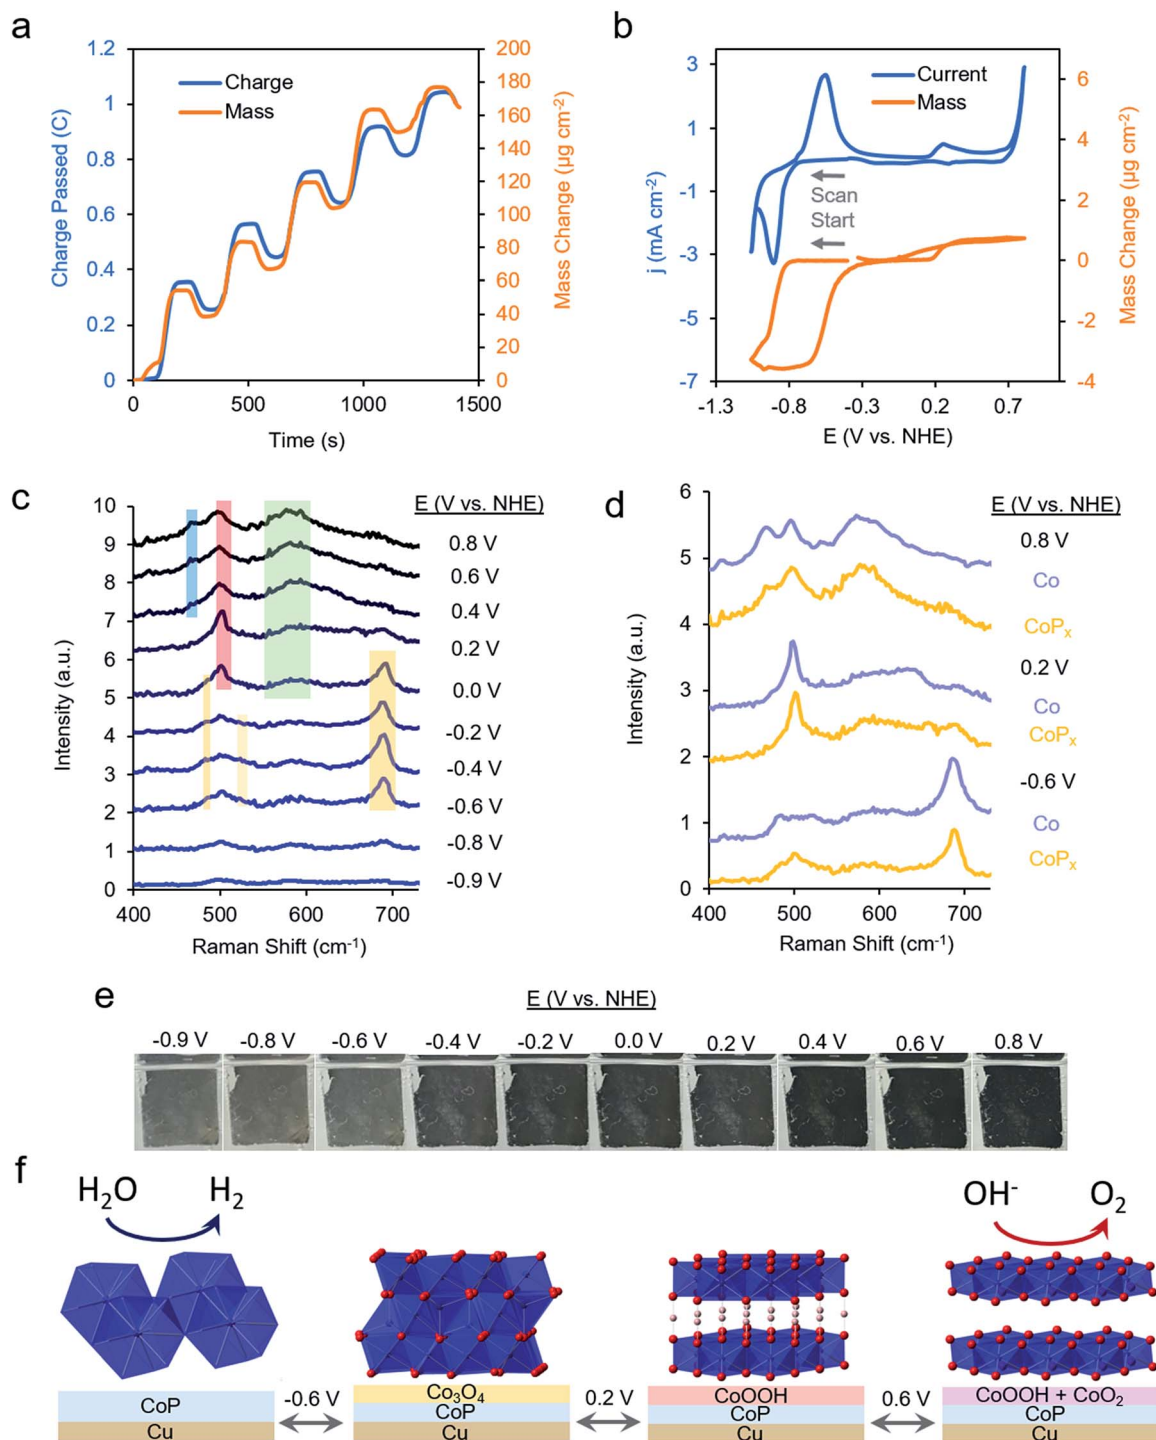 a
1.2
200
1
180
160
0.8
140
120
0.6
100
80
0.4
60
0.2
40
20
0
0
0
500
1000
1500
Charge Passed (C)
Mass Change (µg cm⁻²)
Charge
Mass
Time (s)
b
3
1
-1
-3
-5
-7
6
4
2
0
-2
-4
-1.3
-0.8
-0.3
0.2
0.7
j (mA cm⁻²)
Mass Change (µg cm⁻²)
Current
Mass
Scan
Start
E (V vs. NHE)
c
E (V vs. NHE)
10
9
8
7
6
5
4
3
2
1
0
0.8 V
0.6 V
0.4 V
0.2 V
0.0 V
-0.2 V
-0.4 V
-0.6 V
-0.8 V
-0.9 V
400
500
600
700
Intensity (a.u.)
Raman Shift (cm⁻¹)
d
E (V vs. NHE)
6
5
4
3
2
1
0
0.8 V
Co
CoPₓ
0.2 V
Co
CoPₓ
-0.6 V
Co
CoPₓ
400
500
600
700
Intensity (a.u.)
Raman Shift (cm⁻¹)
e
E (V vs. NHE)
-0.9 V -0.8 V -0.6 V -0.4 V -0.2 V 0.0 V 0.2 V 0.4 V 0.6 V 0.8 V
f
H₂O H₂
OH⁻ O₂
CoP
Cu
-0.6 V
Co₃O₄
CoP
Cu
0.2 V
CoOOH
CoP
Cu
0.6 V
CoOOH + CoO₂
CoP
Cu